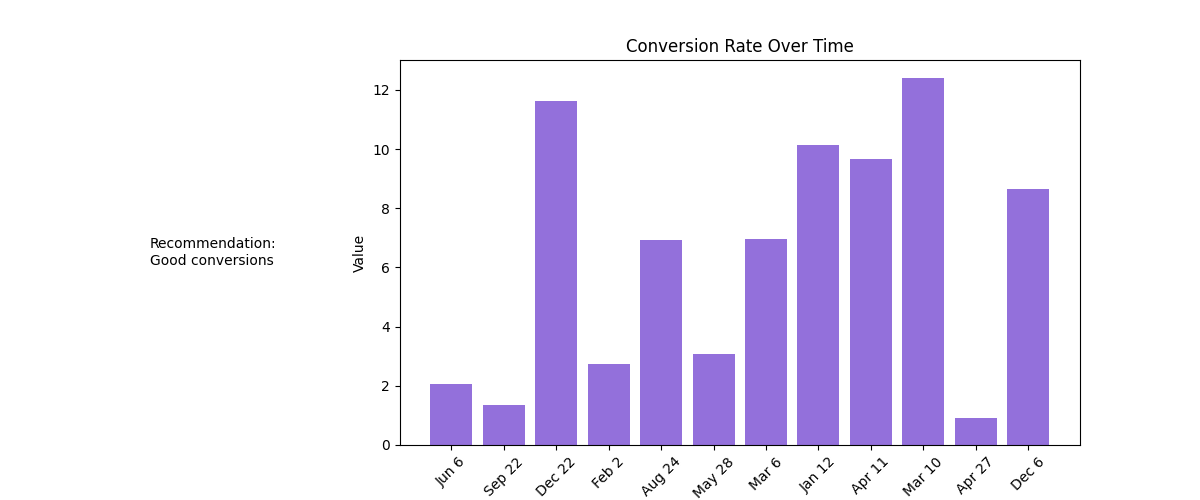 Conversion Rate Over Time
Recommendation:
Good conversions
Value
12
10
8
6
4
2
0
Jun 6
Sep 22
Dec 22
Feb 2
Aug 24
May 28
Mar 6
Jan 12
Apr 11
Mar 10
Apr 27
Dec 6